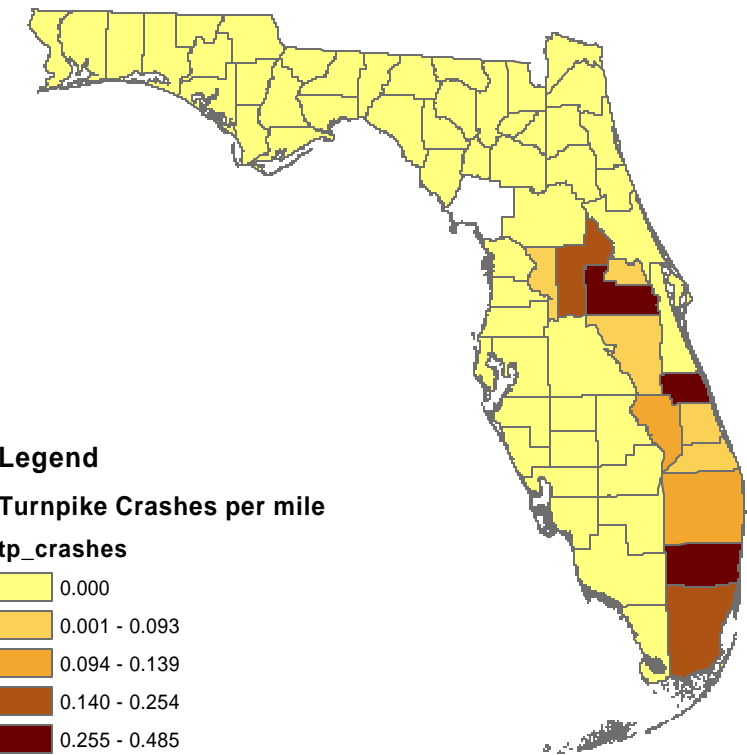 Legend
Turnpike Crashes per mile
tp_crashes
0.000
0.001 - 0.093
0.094 - 0.139
0.140 - 0.254
0.255 - 0.485